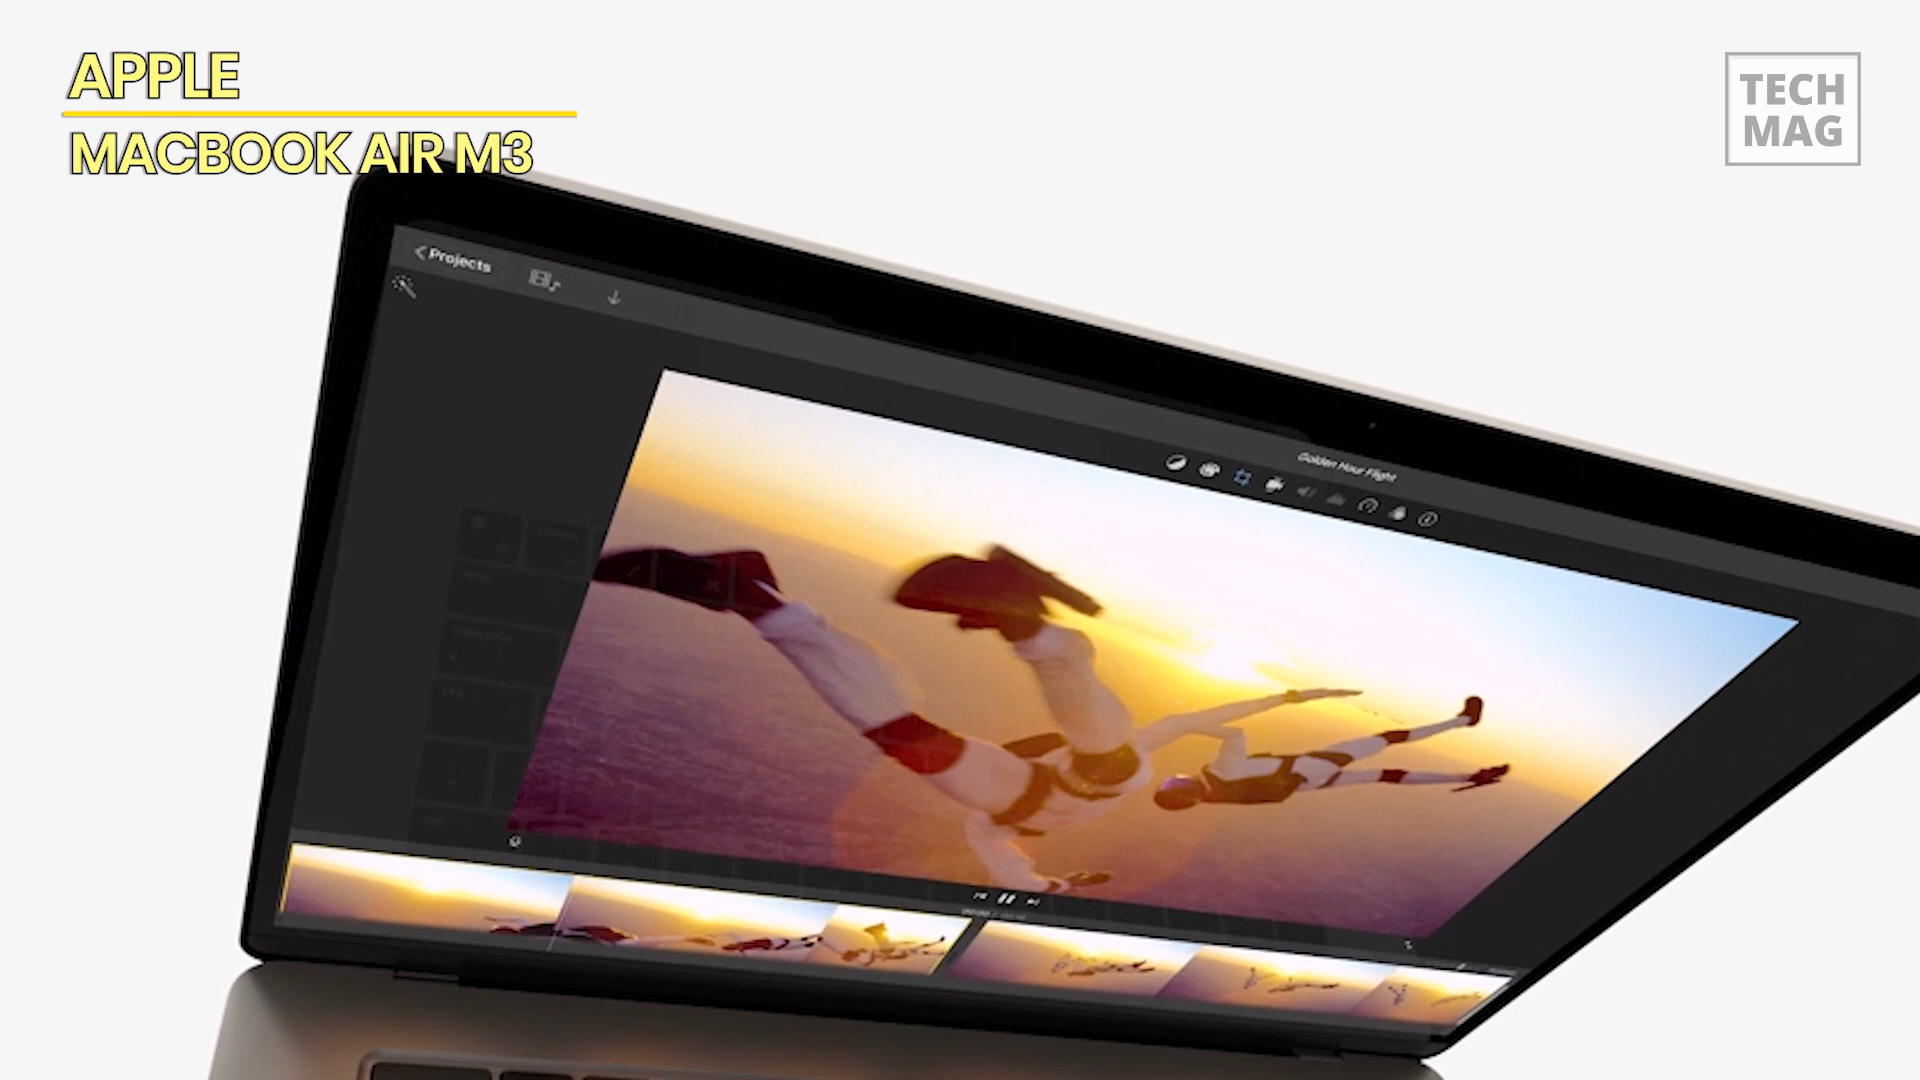 APPLE
MACBOOK AIR M3
TECH
MAG
Projects
Golden Hour Flight